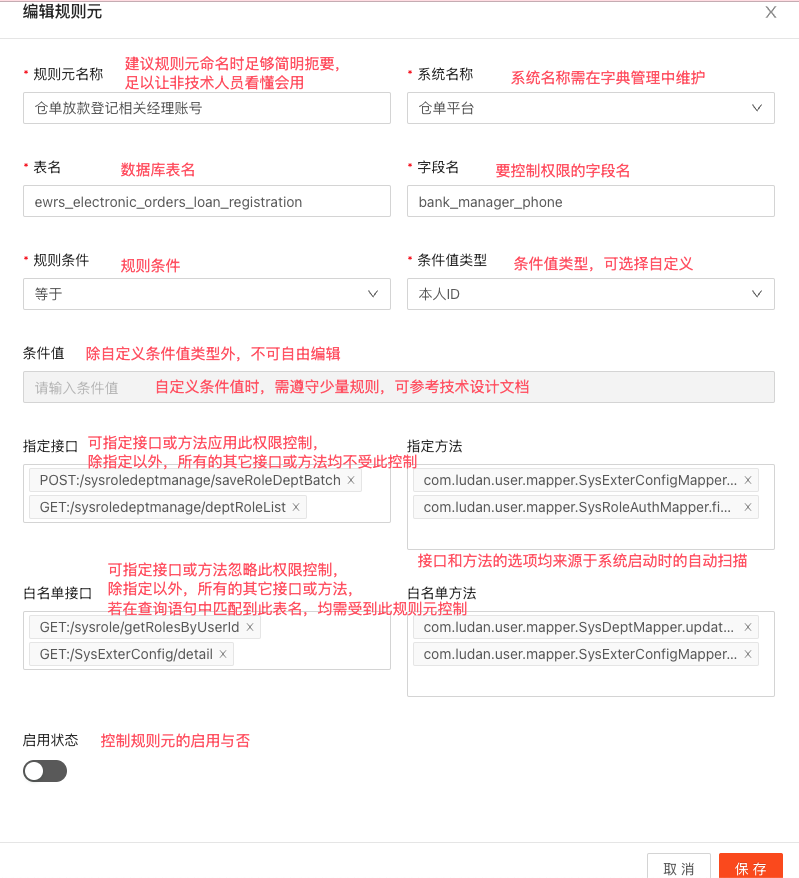 编辑规则元
* 规则元名称 建议规则元命名时足够简明扼要，
足以让非技术人员看懂会用
* 系统名称 系统名称需在字典管理中维护
仓单放款登记相关经理账号
仓单平台
* 表名 数据库表名
* 字段名 要控制权限的字段名
ewrs_electronic_orders_loan_registration
bank_manager_phone
* 规则条件 规则条件
* 条件值类型 条件值类型，可选择自定义
等于
本人ID
条件值 除自定义条件值类型外，不可自由编辑
请输入条件值 自定义条件值时，需遵守少量规则，可参考技术设计文档
指定接口 可指定接口或方法应用此权限控制，
除指定以外，所有的其它接口或方法均不受此控制
指定方法
POST:/sysroledeptmanage/saveRoleDeptBatch ×
GET:/sysroledeptmanage/deptRoleList ×
com.ludan.user.mapper.SysExterConfigMapper... ×
com.ludan.user.mapper.SysRoleAuthMapper.fi... ×
接口和方法的选项均来源于系统启动时的自动扫描
白名单接口 可指定接口或方法忽略此权限控制，
除指定以外，所有的其它接口或方法，
若在查询语句中匹配到此表名，均需受到此规则元控制
白名单方法
GET:/sysrole/getRolesByUserId ×
GET:/SysExterConfig/detail ×
com.ludan.user.mapper.SysDeptMapper.updat... ×
com.ludan.user.mapper.SysExterConfigMapper... ×
启用状态 控制规则元的启用与否
取 消
保 存